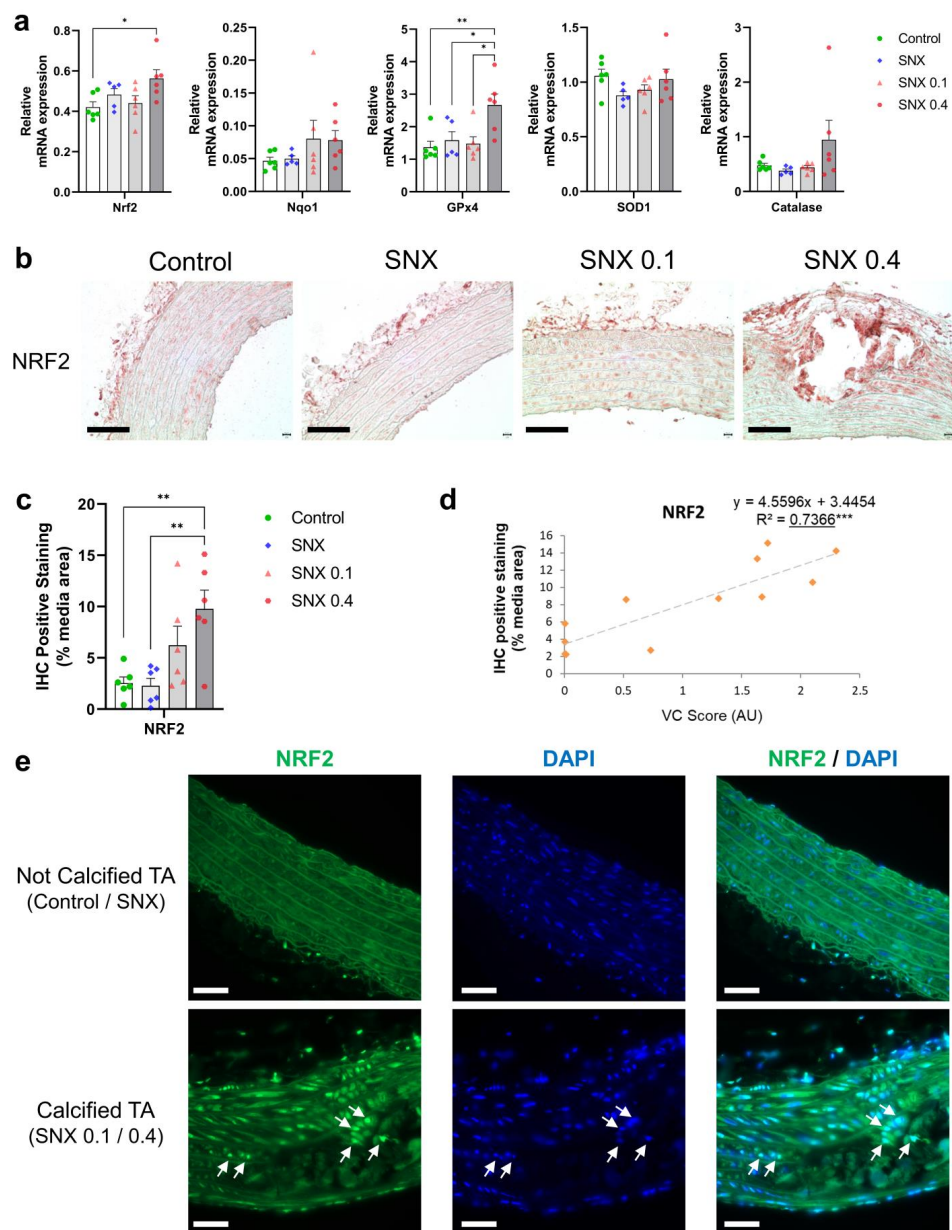 a
Relative
mRNA expression
0.8
0.6
0.4
0.2
0.0
*
Nrf2
Relative
mRNA expression
0.25
0.20
0.15
0.10
0.05
0.00
Nqo1
Relative
mRNA expression
5
4
3
2
1
0
**
*
*
GPx4
Relative
mRNA expression
1.5
1.0
0.5
0.0
SOD1
Relative
mRNA expression
3
2
1
0
Catalase
Control
SNX
SNX 0.1
SNX 0.4
b
Control
SNX
SNX 0.1
SNX 0.4
NRF2
c
IHC Positive Staining
(% media area)
20
15
10
5
0
**
**
NRF2
Control
SNX
SNX 0.1
SNX 0.4
d
NRF2
y = 4.5596x + 3.4454
R² = 0.7366***
IHC positive staining
(% media area)
16
14
12
10
8
6
4
2
0
0
0.5
1
1.5
2
2.5
VC Score (AU)
e
NRF2
DAPI
NRF2 / DAPI
Not Calcified TA
(Control / SNX)
Calcified TA
(SNX 0.1 / 0.4)